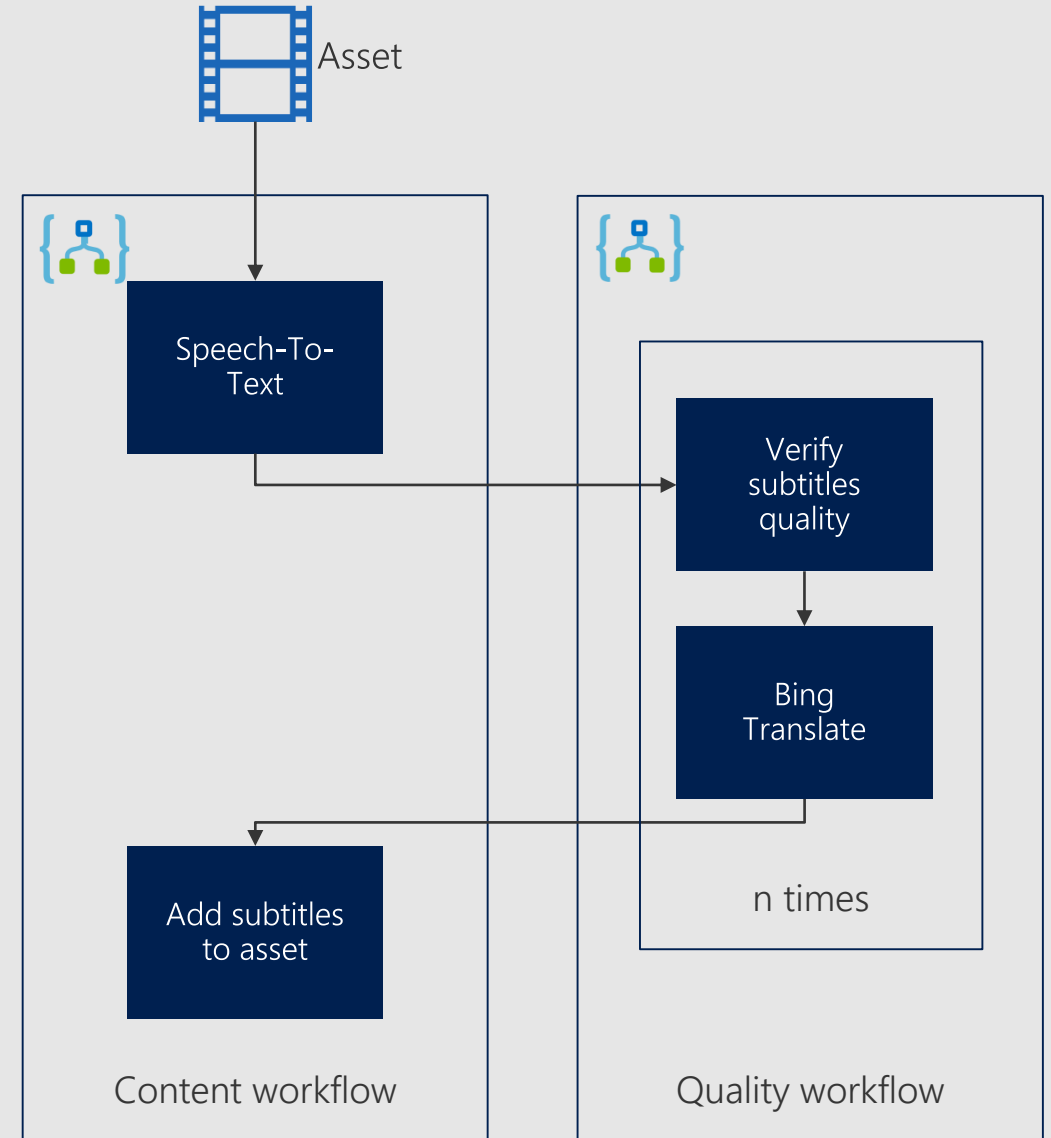 Asset
Speech-To-
Text
Verify
subtitles
quality
Bing
Translate
n times
Add subtitles
to asset
Content workflow
Quality workflow